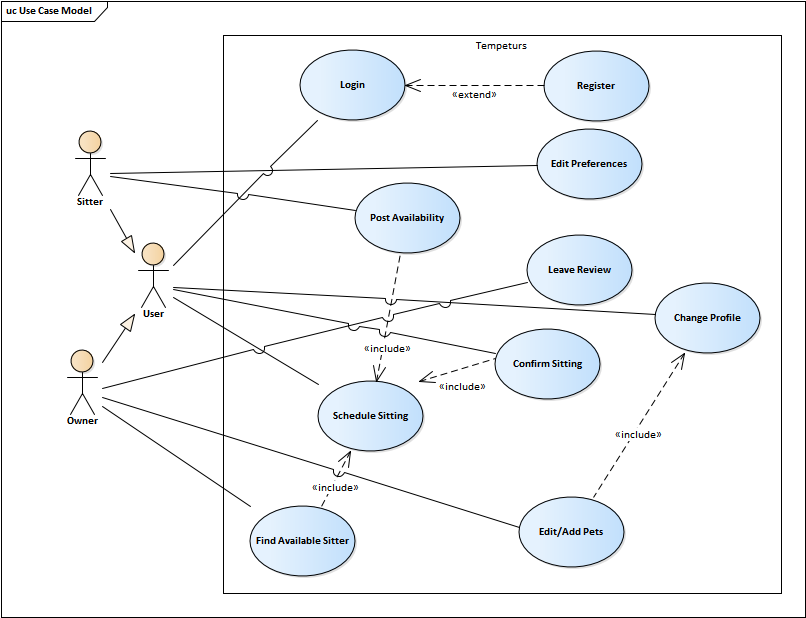 uc Use Case Model
Tempeturs
Login
Register
«extend»
Edit Preferences
Sitter
Post Availability
Leave Review
User
Change Profile
«include»
Confirm Sitting
«include»
Schedule Sitting
Owner
«include»
«include»
Find Available Sitter
Edit/Add Pets